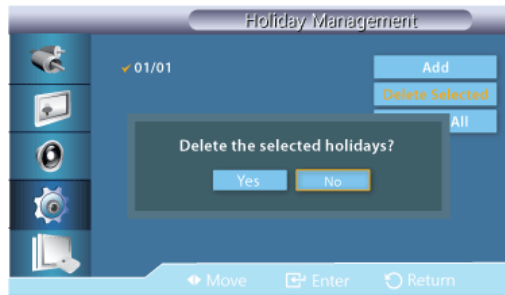 Holiday Management
01/01
Add
Delete Selected
All
Delete the selected holidays?
Yes No
Move Enter Return